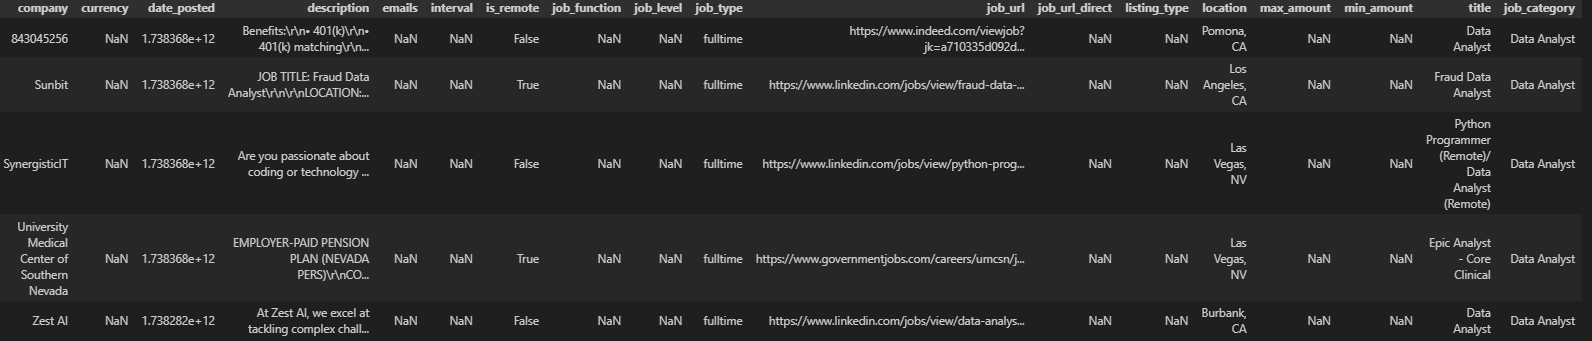 company currency date_posted description emails interval is_remote job_function job_level job_type job_url job_url_direct listing_type location max_amount min_amount title job_category
843045256 NaN 1.738368e+12 Benefits:\r\n• 401(k)\r\n• 401(k) matching\r\n... NaN NaN False NaN NaN fulltime https://www.indeed.com/viewjob?jk=a710335d092d... NaN NaN Pomona, CA NaN NaN Data Analyst Data Analyst
Sunbit NaN 1.738368e+12 JOB TITLE: Fraud Data Analyst\r\n\r\nLOCATION:... NaN NaN True NaN NaN fulltime https://www.linkedin.com/jobs/view/fraud-data-... NaN NaN Los Angeles, CA NaN NaN Fraud Data Analyst Data Analyst
SynergisticIT NaN 1.738368e+12 Are you passionate about coding or technology ... NaN NaN False NaN NaN fulltime https://www.linkedin.com/jobs/view/python-prog... NaN NaN Las Vegas, NV NaN NaN Python Programmer (Remote)/ Data Analyst (Remote) Data Analyst
University Medical Center of Southern Nevada NaN 1.738368e+12 EMPLOYER-PAID PENSION PLAN (NEVADA PERS)\r\nCO... NaN NaN True NaN NaN fulltime https://www.governmentjobs.com/careers/umcsn/j... NaN NaN Las Vegas, NV NaN NaN Epic Analyst - Core Clinical Data Analyst
Zest AI NaN 1.738282e+12 At Zest AI, we excel at tackling complex chall... NaN NaN False NaN NaN fulltime https://www.linkedin.com/jobs/view/data-analys... NaN NaN Burbank, CA NaN NaN Data Analyst Data Analyst